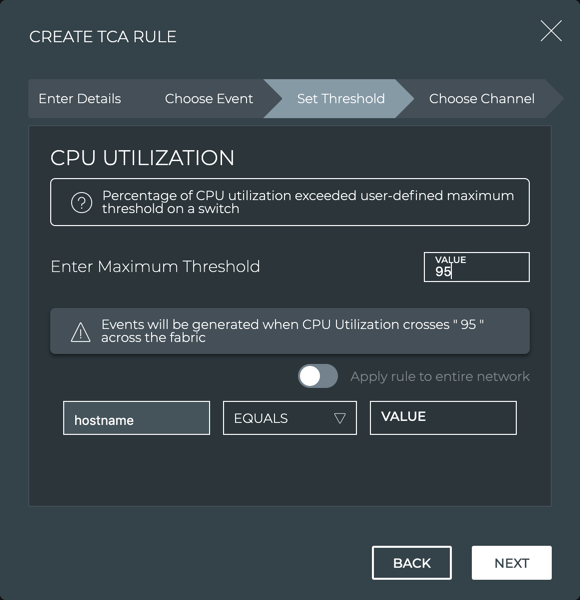 CREATE TCA RULE
Enter Details
Choose Event
Set Threshold
Choose Channel
CPU UTILIZATION
Percentage of CPU utilization exceeded user-defined maximum
threshold on a switch
Enter Maximum Threshold
VALUE
95
Events will be generated when CPU Utilization crosses " 95 "
across the fabric
Apply rule to entire network
hostname
EQUALS
VALUE
BACK
NEXT